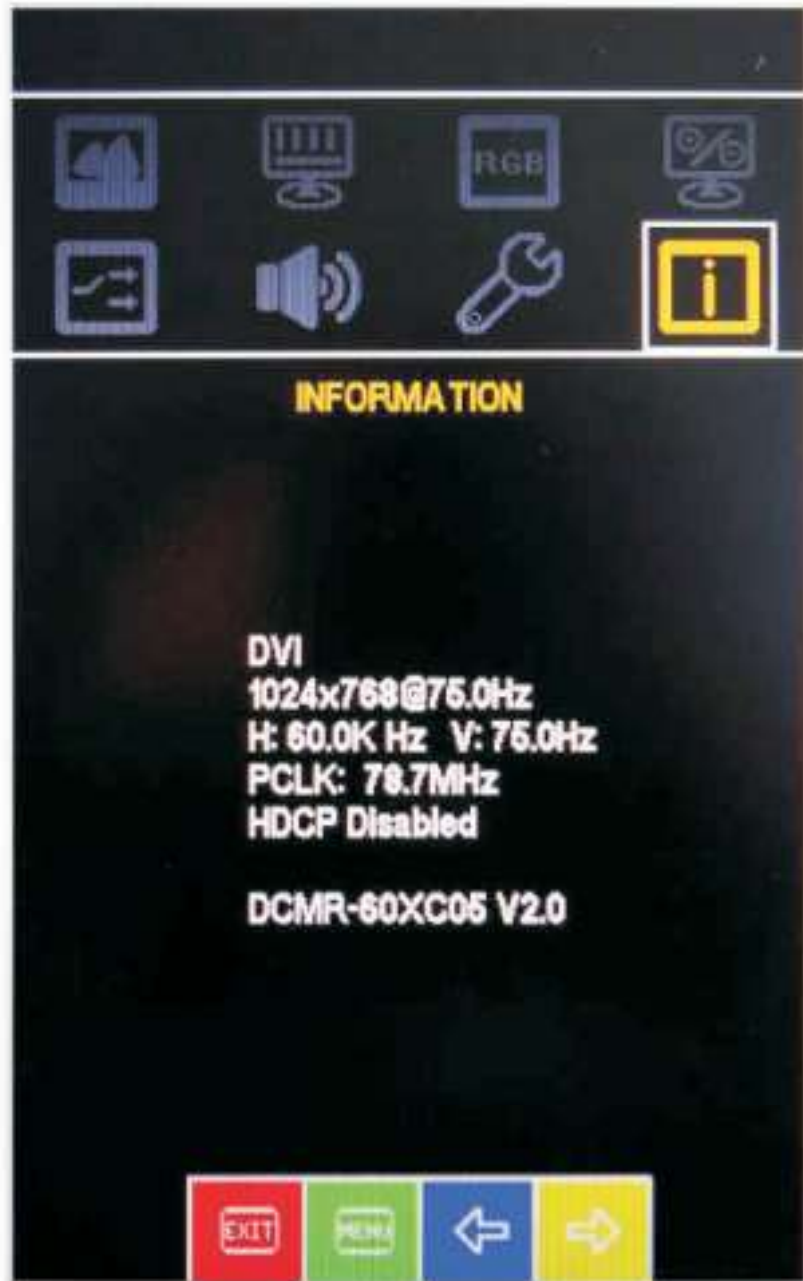 RGB
INFORMATION
DVI
1024x768@75.0Hz
H: 60.0K Hz V: 75.0Hz
PCLK: 78.7MHz
HDCP Disabled
DCMR-60XC05 V2.0
EXIT MENU